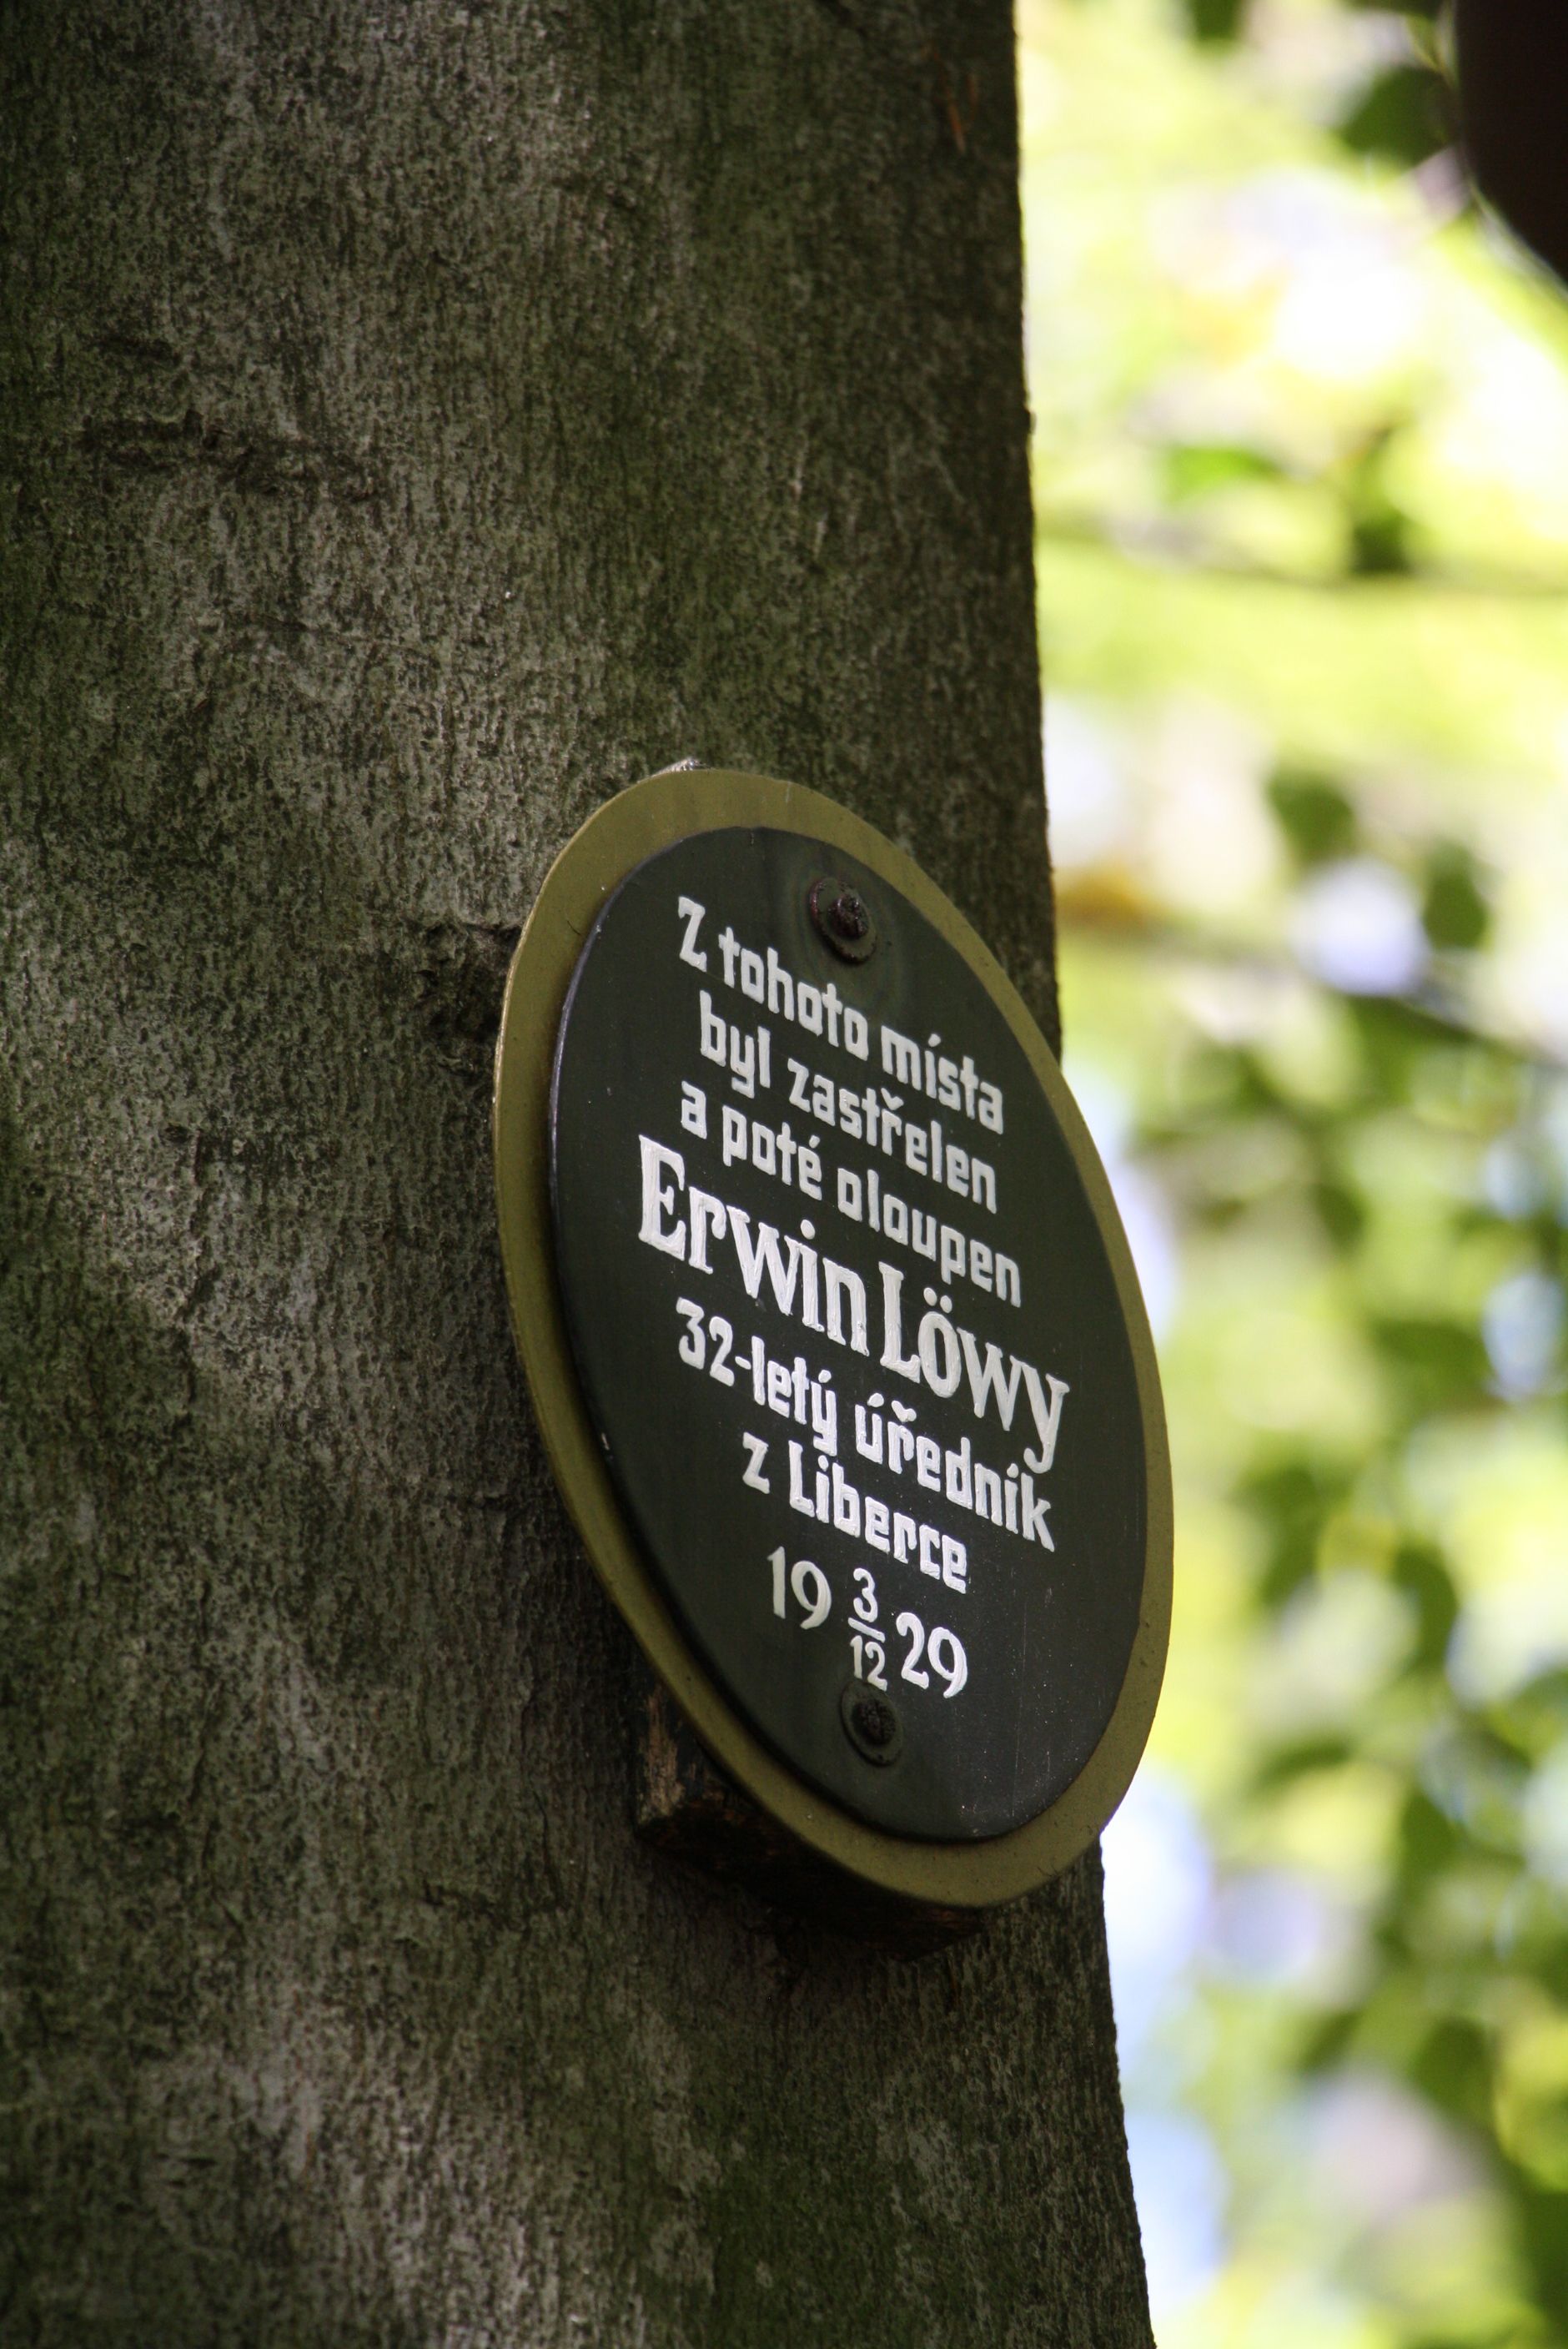 Z tohoto místa
byl zastřelen
a poté oloupen
Erwin Löwy
32-letý úředník
z Liberce
19 3/12 29